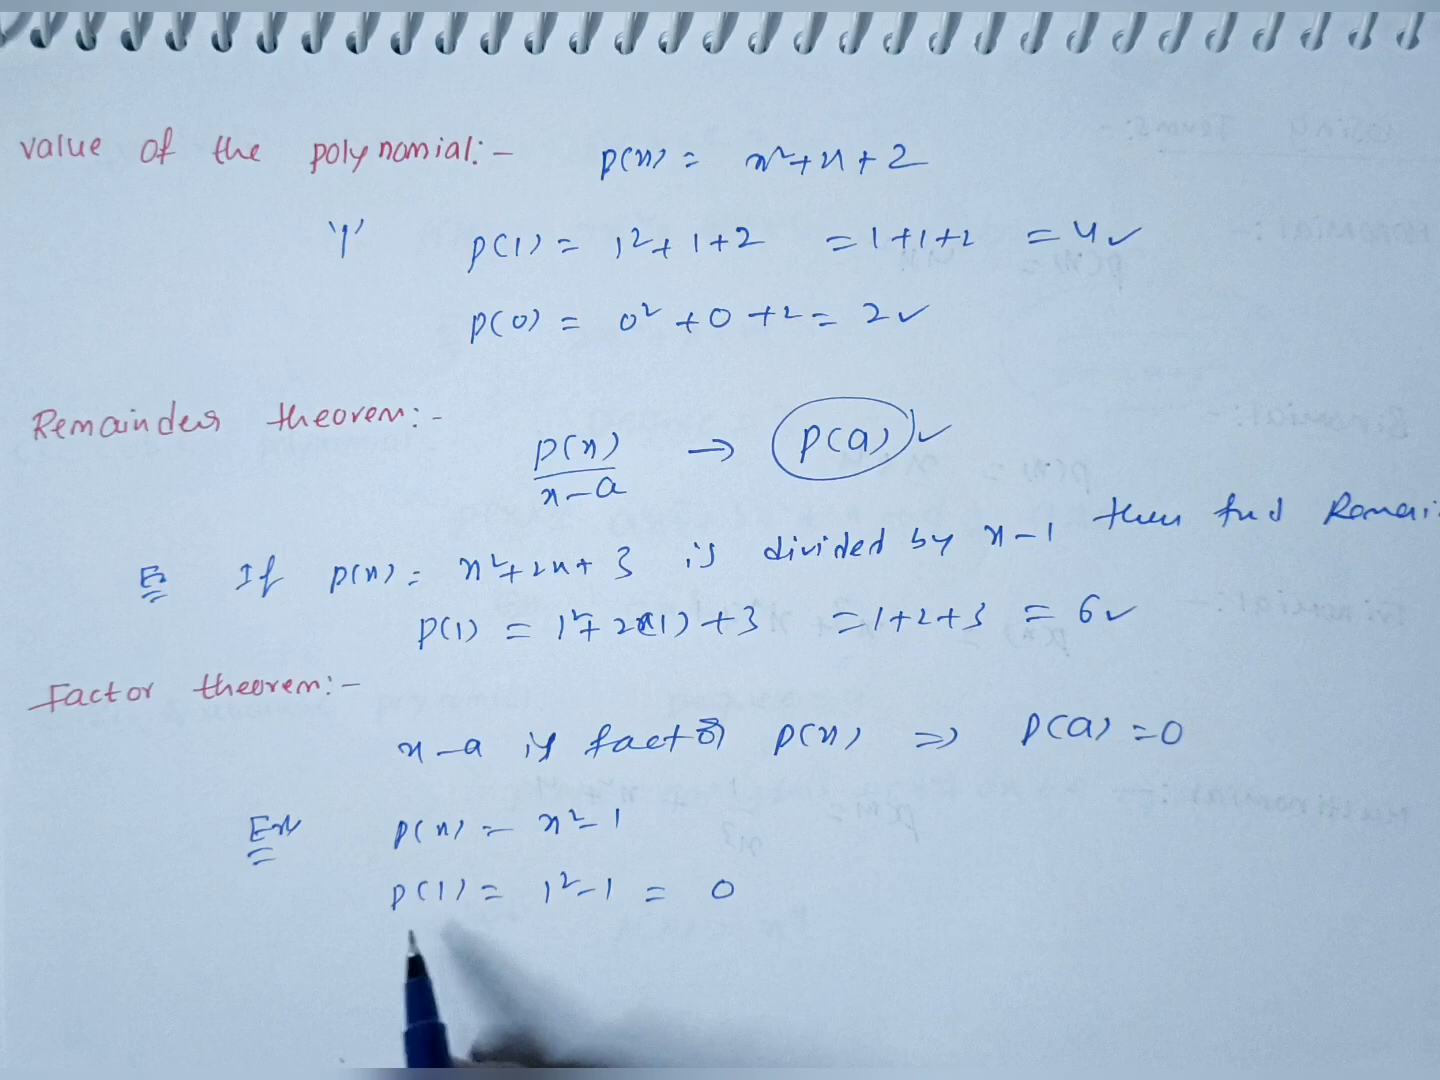 value of the polynomial:- p(x) = x²+x+2
'1' p(1) = 1²+1+2 = 1+1+2 = 4✓
p(0) = 0²+0+2 = 2✓
Remainders theorem:-
p(x)/x-a → p(a)✓
If p(x) = x²+2x+3 is divided by x-1 then find Remai
p(1) = 1²+2(1)+3 = 1+2+3 = 6✓
Factor theorem:-
x-a is factor p(x) ⇒ p(a)=0
Ex p(x) = x²-1
p(1) = 1²-1 = 0